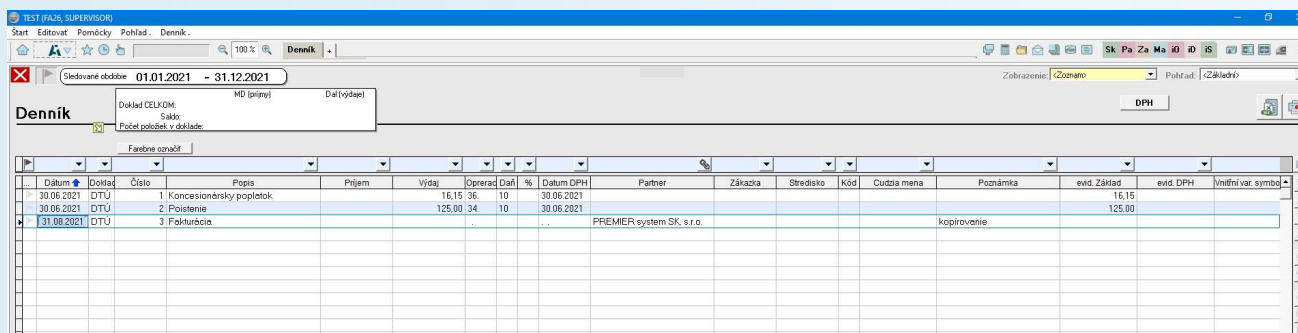 TEST (FA26, SUPERVISOR)
Štart Editovať Pomôcky Pohľad. Denník.
100 % Denník +
Sk Pa Za Ma iO iD iS
Sledované obdobie 01.01.2021 - 31.12.2021
Zobrazenie: <Zoznam> Pohľad: <Základní>
MD (príjmy) Dal (výdaje)
Doklad CELKOM:
Saldo:
Počet položiek v doklade:
Denník
DPH
Farebne označiť
... Dátum Doklad Číslo Popis Príjem Výdaj Oprerac Daň % Datum DPH Partner Zákazka Stredisko Kód Cudzia mena Poznámka evid. Základ evid. DPH Vnitřní var. symbo
30.06.2021 DTÚ 1 Koncesionársky poplatok 16,15 36. 10 30.06.2021 16,15
30.06.2021 DTÚ 2 Poistenie 125,00 34. 10 30.06.2021 125,00
31.08.2021 DTÚ 3 Fakturácia . . . PREMIER system SK, s.r.o. kopírovanie